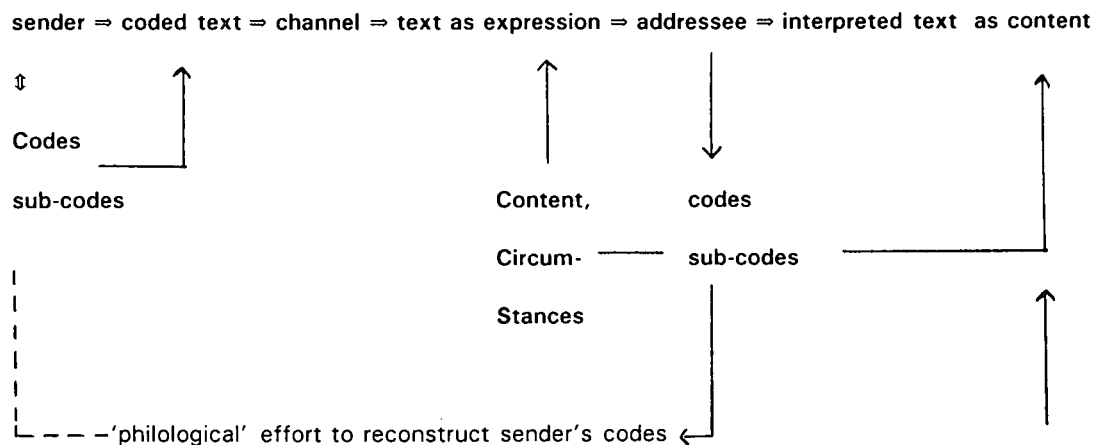 sender ⇒ coded text ⇒ channel ⇒ text as expression ⇒ addressee ⇒ interpreted text as content
⇕
Codes
sub-codes Content, codes
Circum- sub-codes
Stances
'philological' effort to reconstruct sender's codes